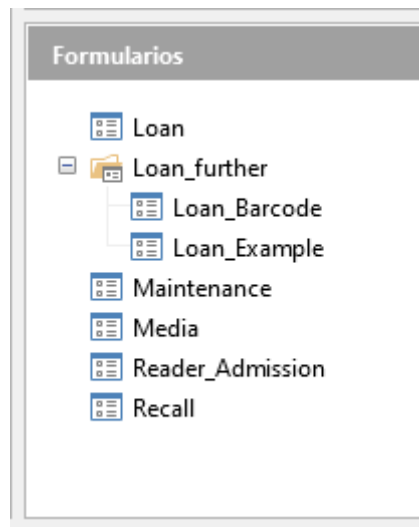 Formularios
Loan
Loan_further
Loan_Barcode
Loan_Example
Maintenance
Media
Reader_Admission
Recall